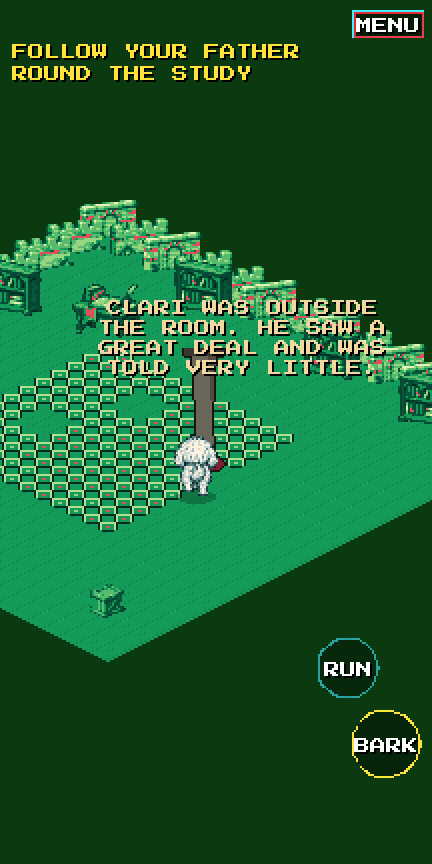 MENU
FOLLOW YOUR FATHER
ROUND THE STUDY
CLARI WAS OUTSIDE
THE ROOM. HE SAW A
GREAT DEAL AND WAS
TOLD VERY LITTLE.
RUN
BARK